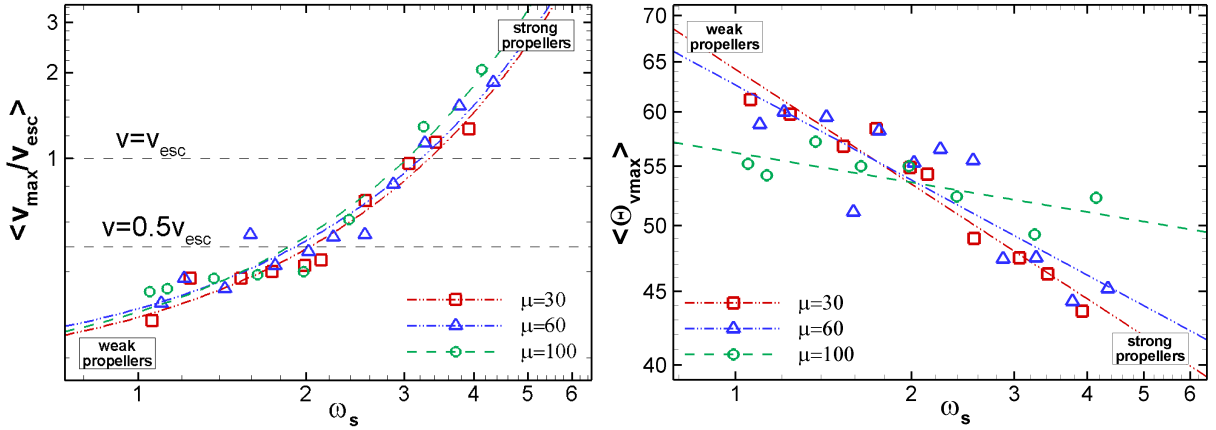 <v_max/v_esc>
3
2
1
strong
propellers
v=v_esc
v=0.5v_esc
μ=30
μ=60
μ=100
weak
propellers
1 2 3 4 5 6
ω_s
<Θ_vmax>
70
65
60
55
50
45
40
weak
propellers
μ=30
μ=60
μ=100
strong
propellers
1 2 3 4 5 6
ω_s